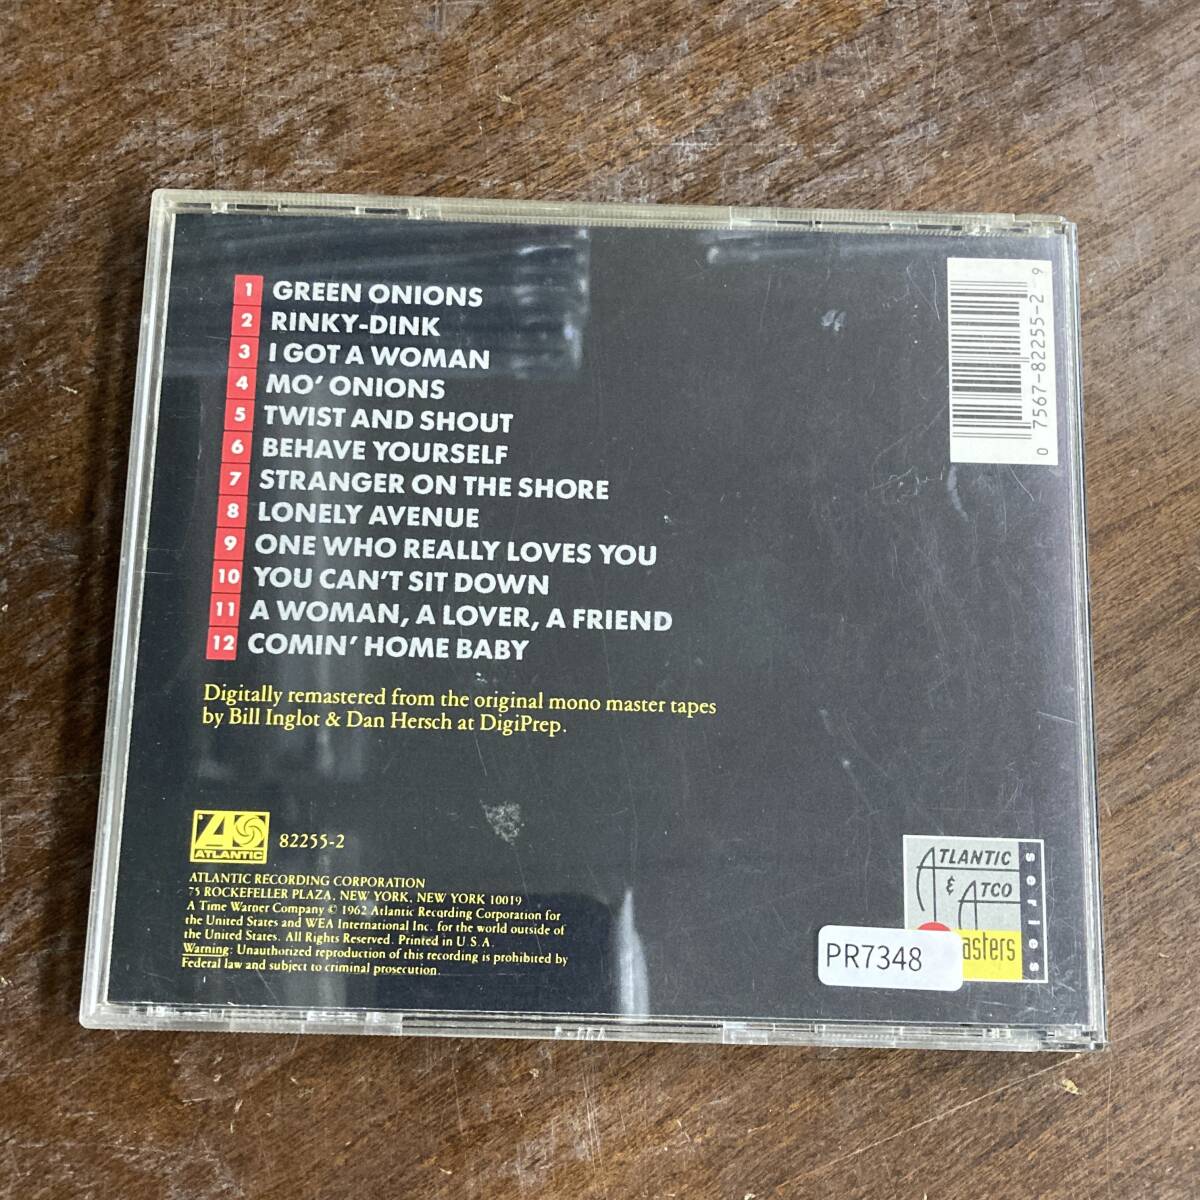 1 GREEN ONIONS
2 RINKY-DINK
3 I GOT A WOMAN
4 MO' ONIONS
5 TWIST AND SHOUT
6 BEHAVE YOURSELF
7 STRANGER ON THE SHORE
8 LONELY AVENUE
9 ONE WHO REALLY LOVES YOU
10 YOU CAN'T SIT DOWN
11 A WOMAN, A LOVER, A FRIEND
12 COMIN' HOME BABY
0 7567-82255-2 9
Digitally remastered from the original mono master tapes
by Bill Inglot & Dan Hersch at DigiPrep.
ATLANTIC
82255-2
ATLANTIC RECORDING CORPORATION
75 ROCKEFELLER PLAZA, NEW YORK, NEW YORK 10019
A Time Warner Company © 1962 Atlantic Recording Corporation for
the United States and WEA International Inc. for the world outside of
the United States. All Rights Reserved. Printed in U.S.A.
Warning: Unauthorized reproduction of this recording is prohibited by
Federal law and subject to criminal prosecution.
ATLANTIC
& ATCO
asters
series
PR7348